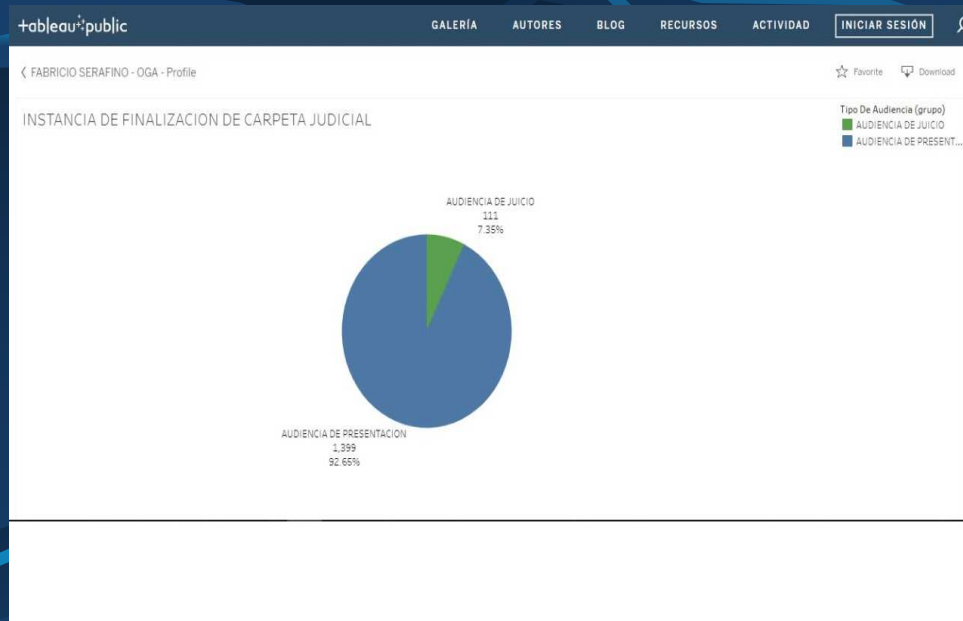 +ableau+public
GALERÍA AUTORES BLOG RECURSOS ACTIVIDAD INICIAR SESIÓN
FABRICIO SERAFINO - OGA - Profile
Favorite Download
INSTANCIA DE FINALIZACION DE CARPETA JUDICIAL
Tipo De Audiencia (grupo)
AUDIENCIA DE JUICIO
AUDIENCIA DE PRESENT...
AUDIENCIA DE JUICIO
111
7.35%
AUDIENCIA DE PRESENTACION
1,399
92.65%